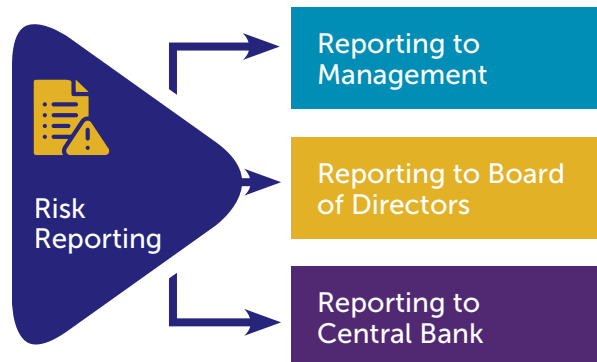 Risk
Reporting
Reporting to
Management
Reporting to Board
of Directors
Reporting to
Central Bank